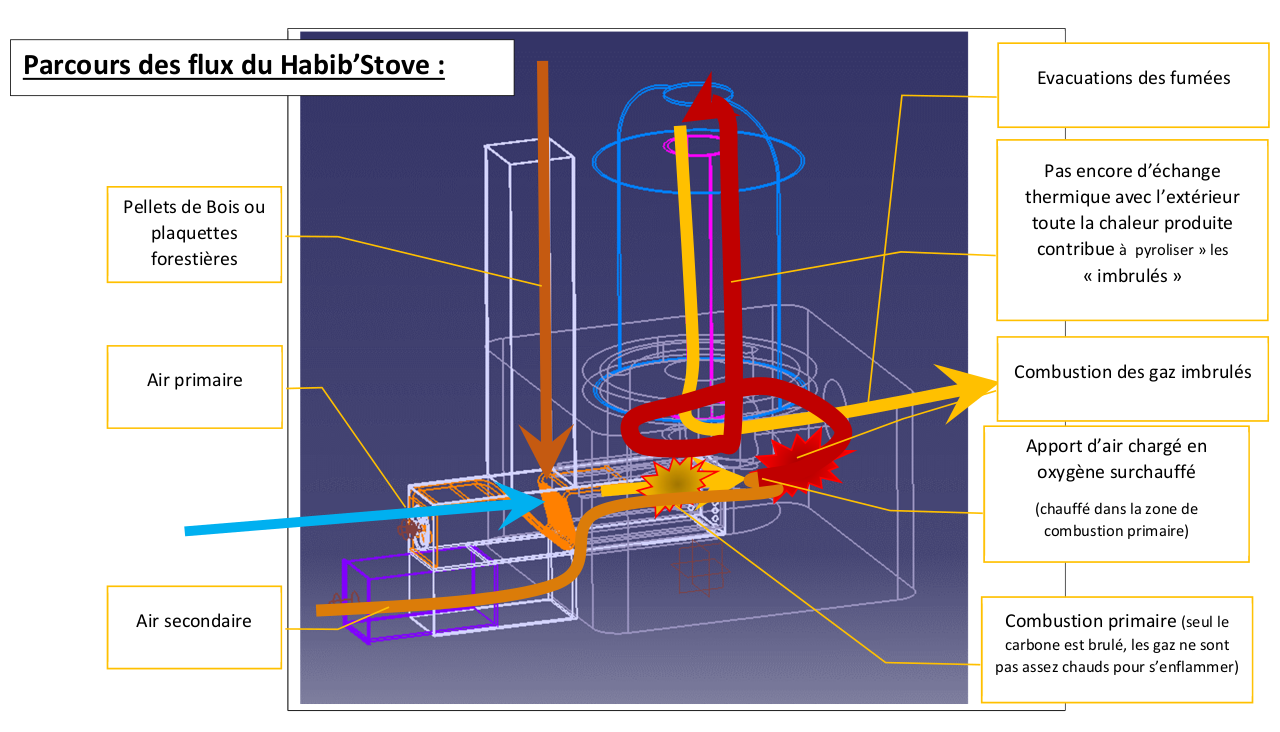 Parcours des flux du Habib’Stove :
Pellets de Bois ou
plaquettes
forestières
Air primaire
Air secondaire
Evacuations des fumées
Pas encore d’échange
thermique avec l’extérieur
toute la chaleur produite
contribue à pyroliser » les
« imbrulés »
Combustion des gaz imbrulés
Apport d’air chargé en
oxygène surchauffé
(chauffé dans la zone de
combustion primaire)
Combustion primaire (seul le
carbone est brulé, les gaz ne sont
pas assez chauds pour s’enflammer)